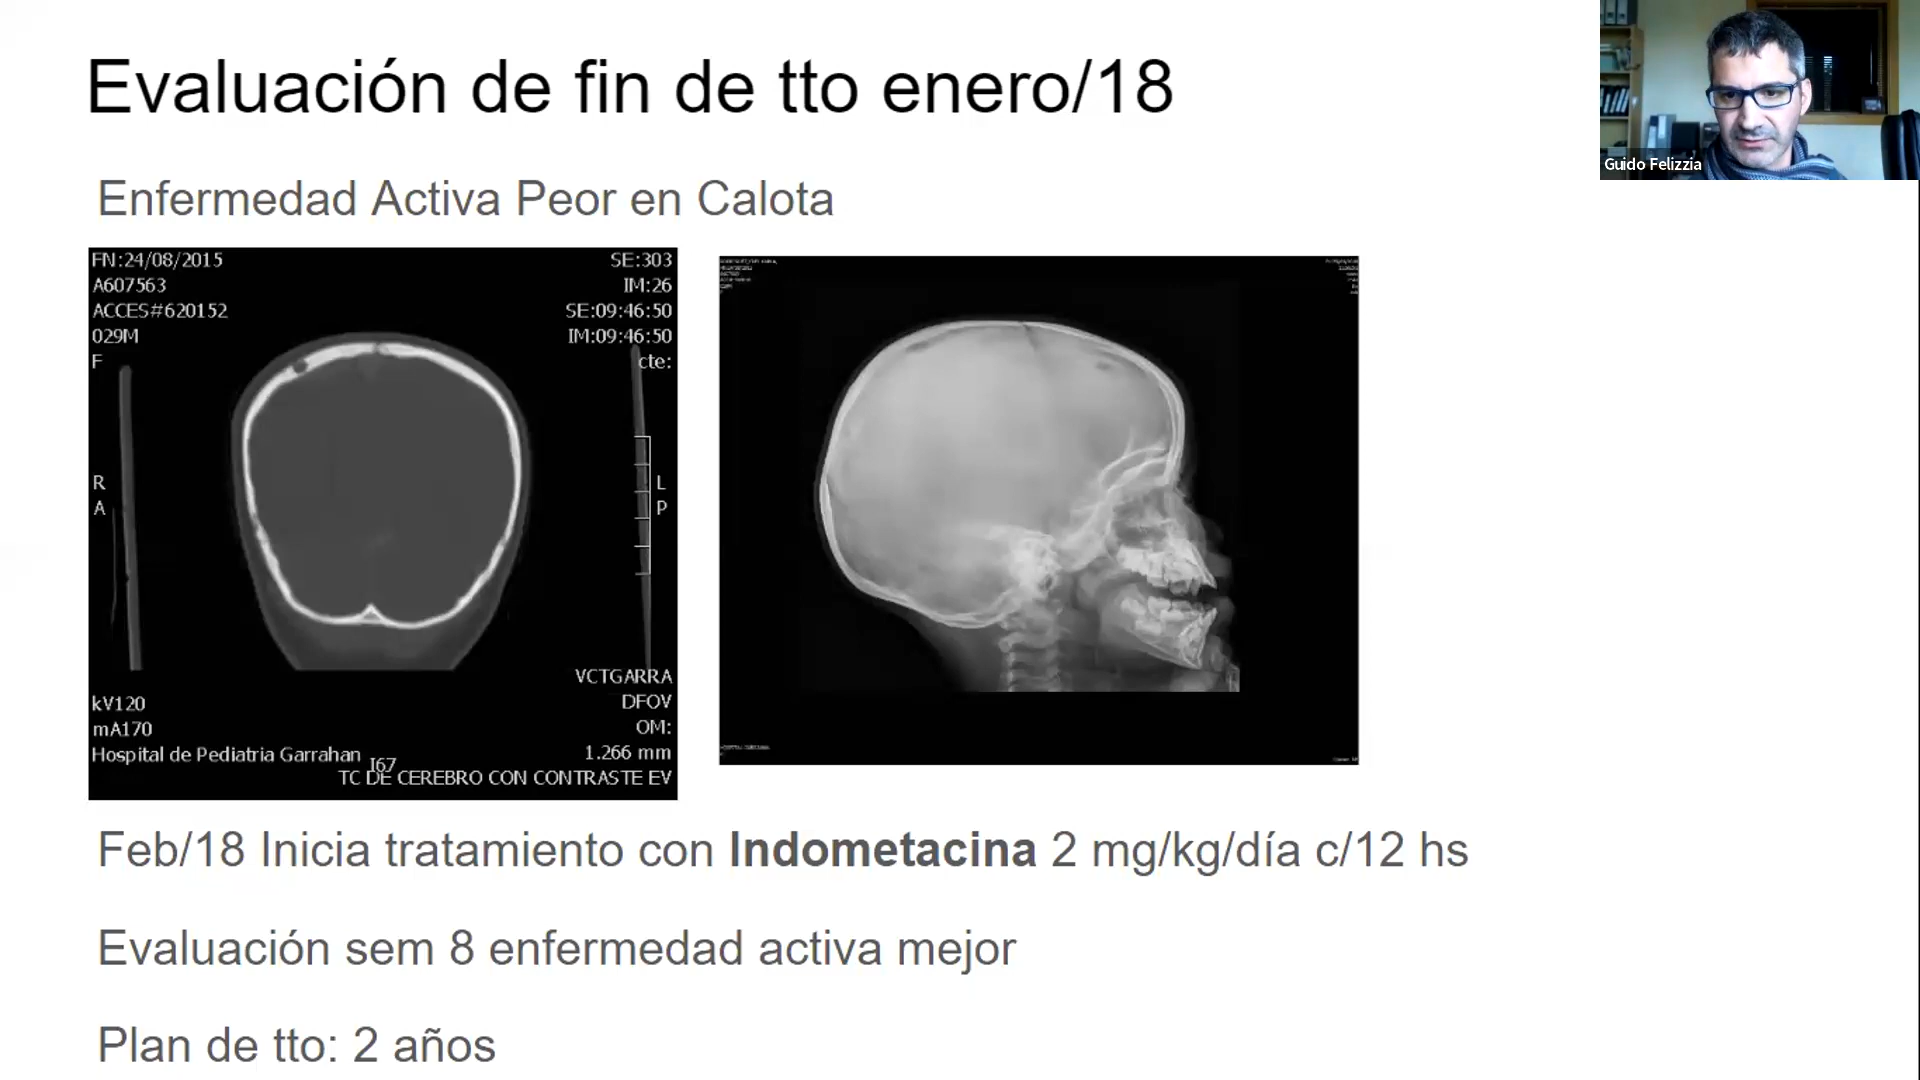 Evaluación de fin de tto enero/18
Guido Felizzia
Enfermedad Activa Peor en Calota
FN:24/08/2015
A607563
ACCES#620152
029M
F
SE:303
IM:26
SE:09:46:50
IM:09:46:50
cte:
R
A
L
P
kV120
mA170
Hospital de Pediatria Garrahan
I67
VCTGARRA
DFOV
OM:
1.266 mm
TC DE CEREBRO CON CONTRASTE EV
Feb/18 Inicia tratamiento con Indometacina 2 mg/kg/día c/12 hs
Evaluación sem 8 enfermedad activa mejor
Plan de tto: 2 años